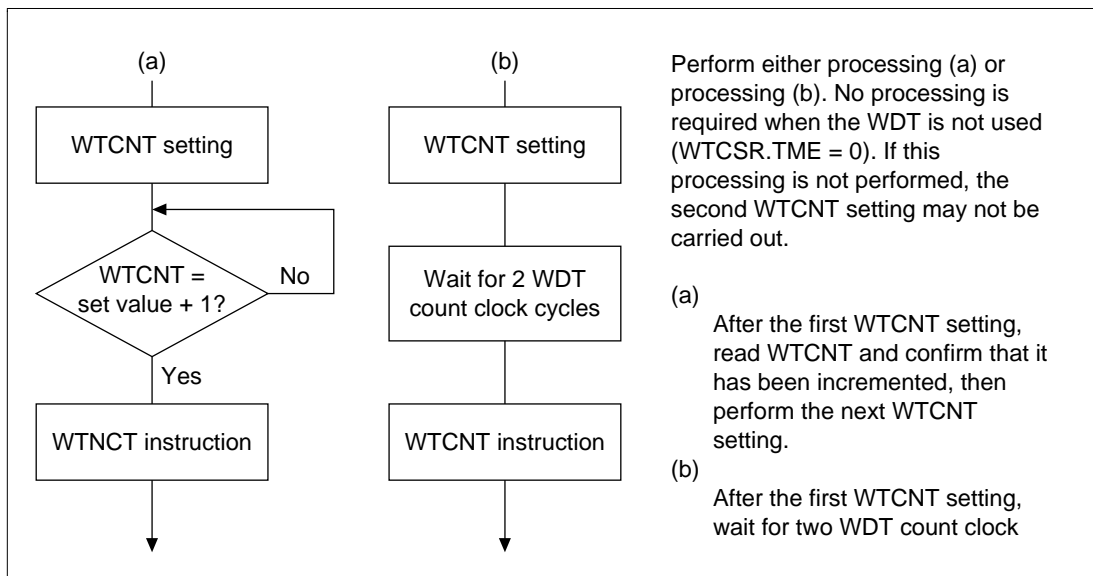 (a)
WTCNT setting
WTCNT =
set value + 1?
No
Yes
WTNCT instruction
(b)
WTCNT setting
Wait for 2 WDT
count clock cycles
WTCNT instruction
Perform either processing (a) or
processing (b). No processing is
required when the WDT is not used
(WTCSR.TME = 0). If this
processing is not performed, the
second WTCNT setting may not be
carried out.
(a)
After the first WTCNT setting,
read WTCNT and confirm that it
has been incremented, then
perform the next WTCNT
setting.
(b)
After the first WTCNT setting,
wait for two WDT count clock